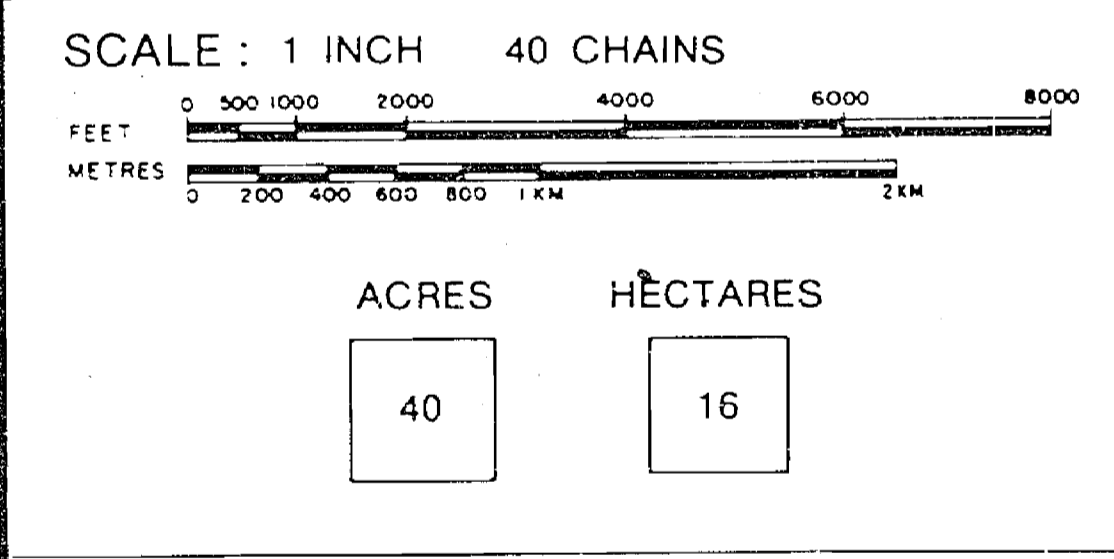 SCALE : 1 INCH 40 CHAINS
0 500 1000 2000 4000 6000 8000
FEET
METRES
0 200 400 600 800 1 KM 2 KM
ACRES HECTARES
40 16